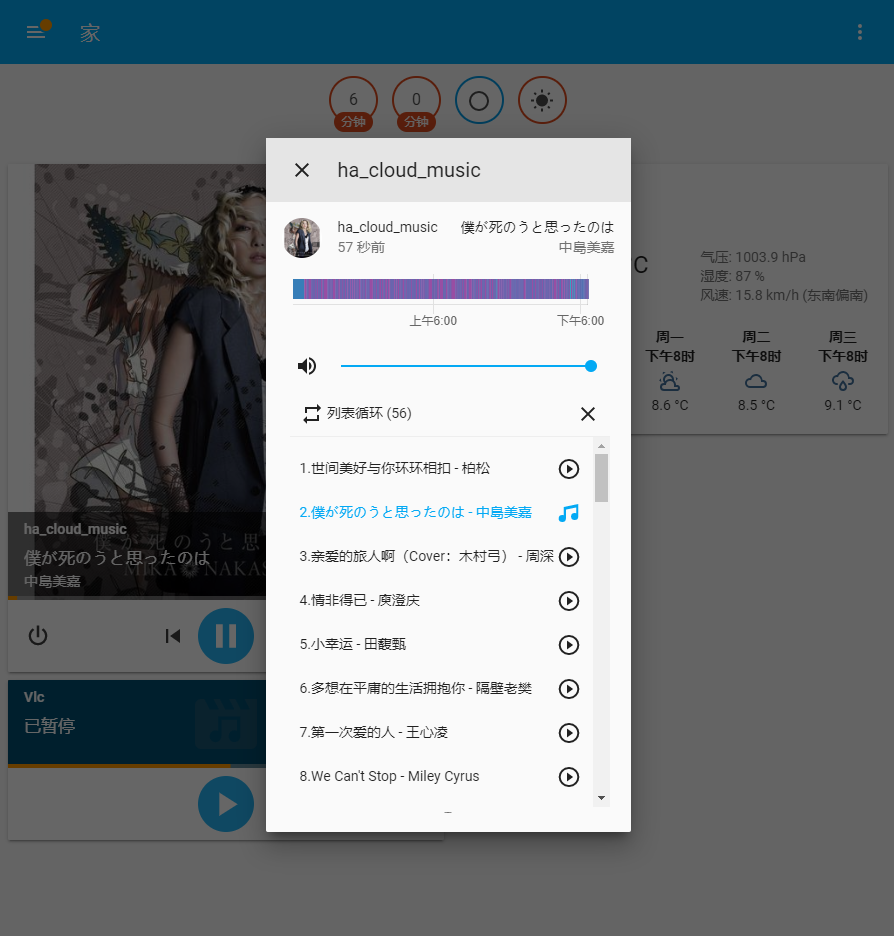 家
6
分钟
0
分钟
ha_cloud_music
ha_cloud_music
57 秒前
僕が死のうと思ったのは
中島美嘉
上午6:00
下午6:00
列表循环 (56)
1.世间美好与你环环相扣 - 柏松
2.僕が死のうと思ったのは - 中島美嘉
3.亲爱的旅人啊（Cover：木村弓） - 周深
4.情非得已 - 庾澄庆
5.小幸运 - 田馥甄
6.多想在平庸的生活拥抱你 - 隔壁老樊
7.第一次爱的人 - 王心凌
8.We Can't Stop - Miley Cyrus
ha_cloud_music
僕が死のうと思ったのは
中島美嘉
僕が死のうと思
MIKA NAKAS
Vlc
已暂停
C
气压: 1003.9 hPa
湿度: 87 %
风速: 15.8 km/h (东南偏南)
周一
下午8时
8.6 °C
周二
下午8时
8.5 °C
周三
下午8时
9.1 °C